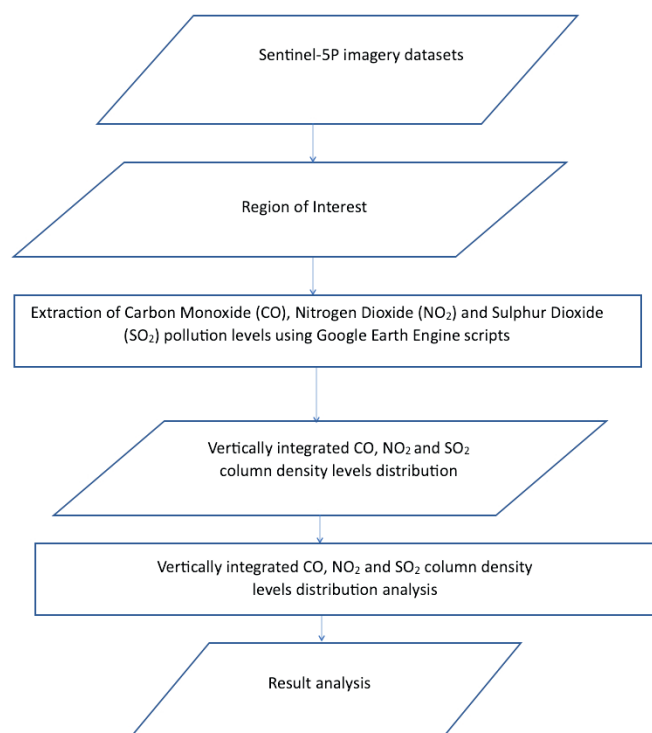 Sentinel-5P imagery datasets
Region of Interest
Extraction of Carbon Monoxide (CO), Nitrogen Dioxide (NO₂) and Sulphur Dioxide
(SO₂) pollution levels using Google Earth Engine scripts
Vertically integrated CO, NO₂ and SO₂
column density levels distribution
Vertically integrated CO, NO₂ and SO₂ column density
levels distribution analysis
Result analysis